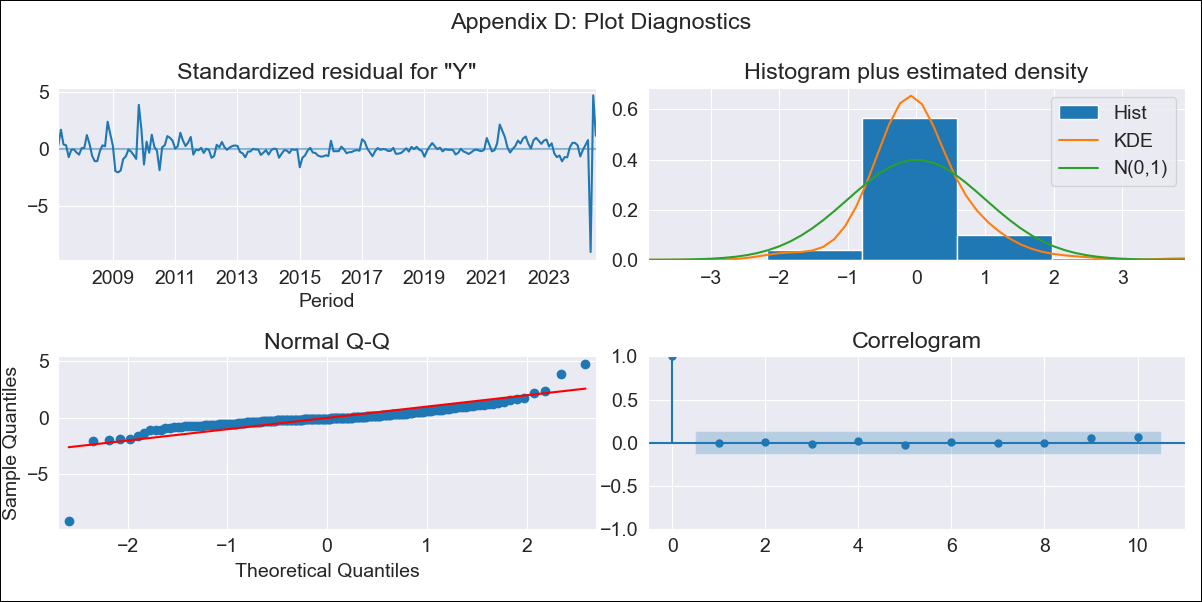 Appendix D: Plot Diagnostics
Standardized residual for "Y"
5
0
−5
2009 2011 2013 2015 2017 2019 2021 2023
Period
Histogram plus estimated density
0.6
0.4
0.2
0.0
Hist
KDE
N(0,1)
−3 −2 −1 0 1 2 3
Normal Q-Q
Sample Quantiles
5
0
−5
−2 −1 0 1 2
Theoretical Quantiles
Correlogram
1.0
0.5
0.0
−0.5
−1.0
0 2 4 6 8 10